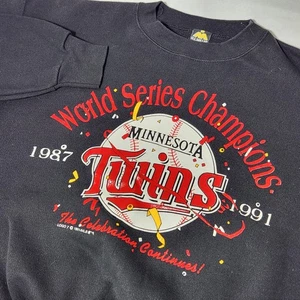 World Series Champions
MINNESOTA
1987
Twins
1991
The Celebration Continues!